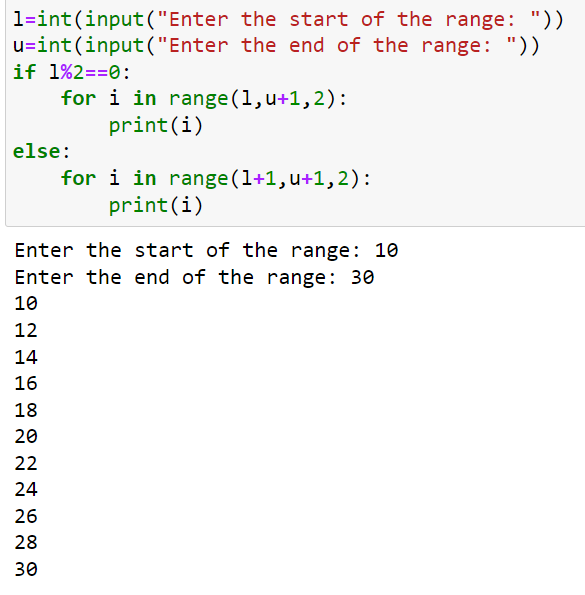 l=int(input("Enter the start of the range: "))
u=int(input("Enter the end of the range: "))
if l%2==0:
    for i in range(l,u+1,2):
        print(i)
else:
    for i in range(l+1,u+1,2):
        print(i)
Enter the start of the range: 10
Enter the end of the range: 30
10
12
14
16
18
20
22
24
26
28
30